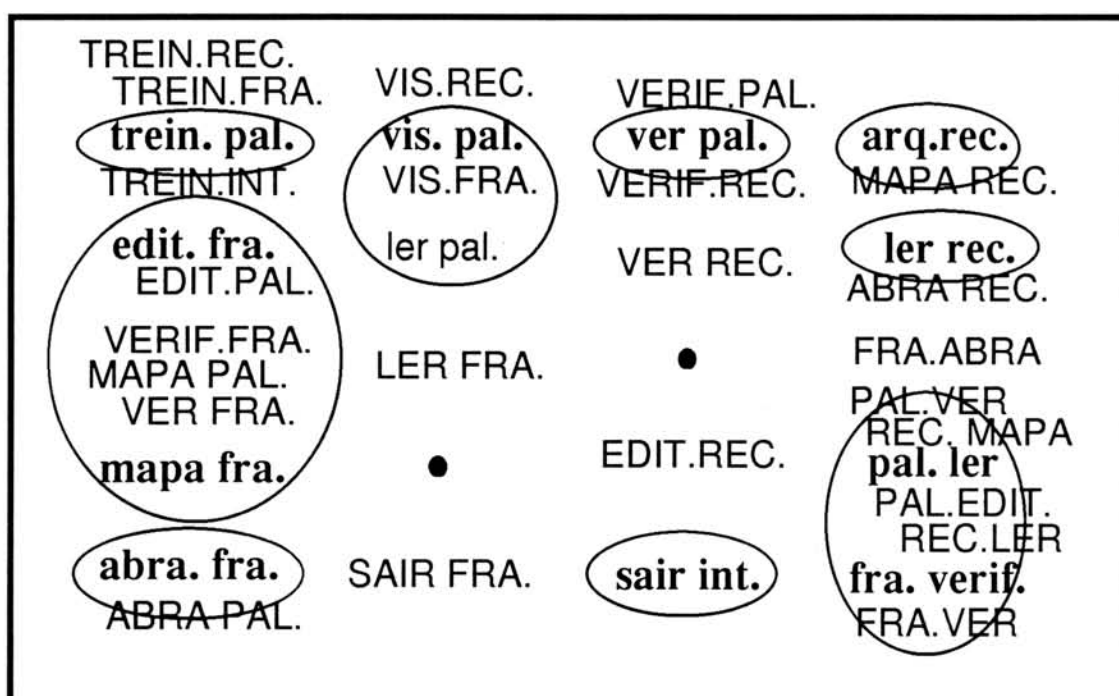 TREIN.REC.
TREIN.FRA.
trein. pal.
TREIN.INT.
edit. fra.
EDIT.PAL.
VERIF.FRA.
MAPA PAL.
VER FRA.
mapa fra.
abra. fra.
ABRA PAL.
VIS.REC.
vis. pal.
VIS.FRA.
ler pal.
LER FRA.
SAIR FRA.
VERIF.PAL.
ver pal.
VERIF.REC.
VER REC.
EDIT.REC.
sair int.
arq.rec.
MAPA REC.
ler rec.
ABRA REC.
FRA.ABRA
PAL.VER
REC. MAPA
pal. ler
PAL.EDIT.
REC.LER
fra. verif.
FRA.VER